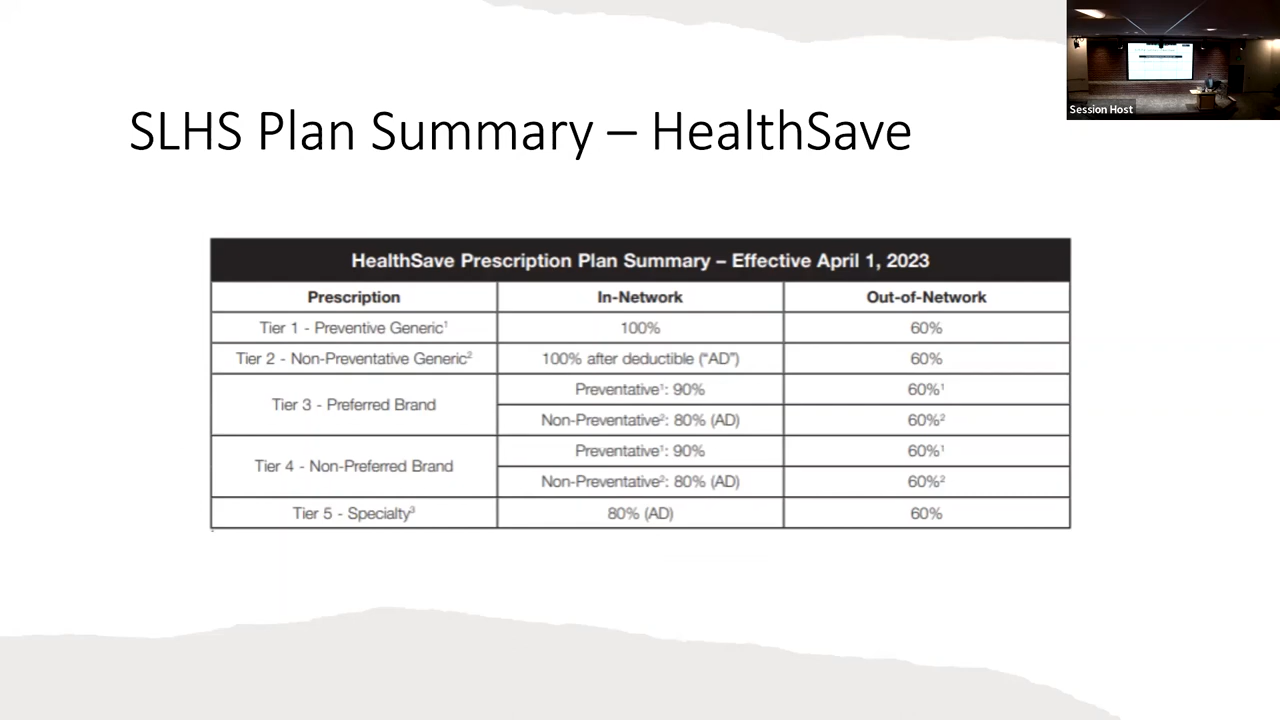 SLHS Plan Summary – HealthSave
Session Host
HealthSave Prescription Plan Summary – Effective April 1, 2023
Prescription In-Network Out-of-Network
Tier 1 - Preventive Generic¹ 100% 60%
Tier 2 - Non-Preventative Generic² 100% after deductible (“AD”) 60%
Tier 3 - Preferred Brand
Preventative¹: 90% 60%¹
Non-Preventative²: 80% (AD) 60%²
Tier 4 - Non-Preferred Brand
Preventative¹: 90% 60%¹
Non-Preventative²: 80% (AD) 60%²
Tier 5 - Specialty³ 80% (AD) 60%